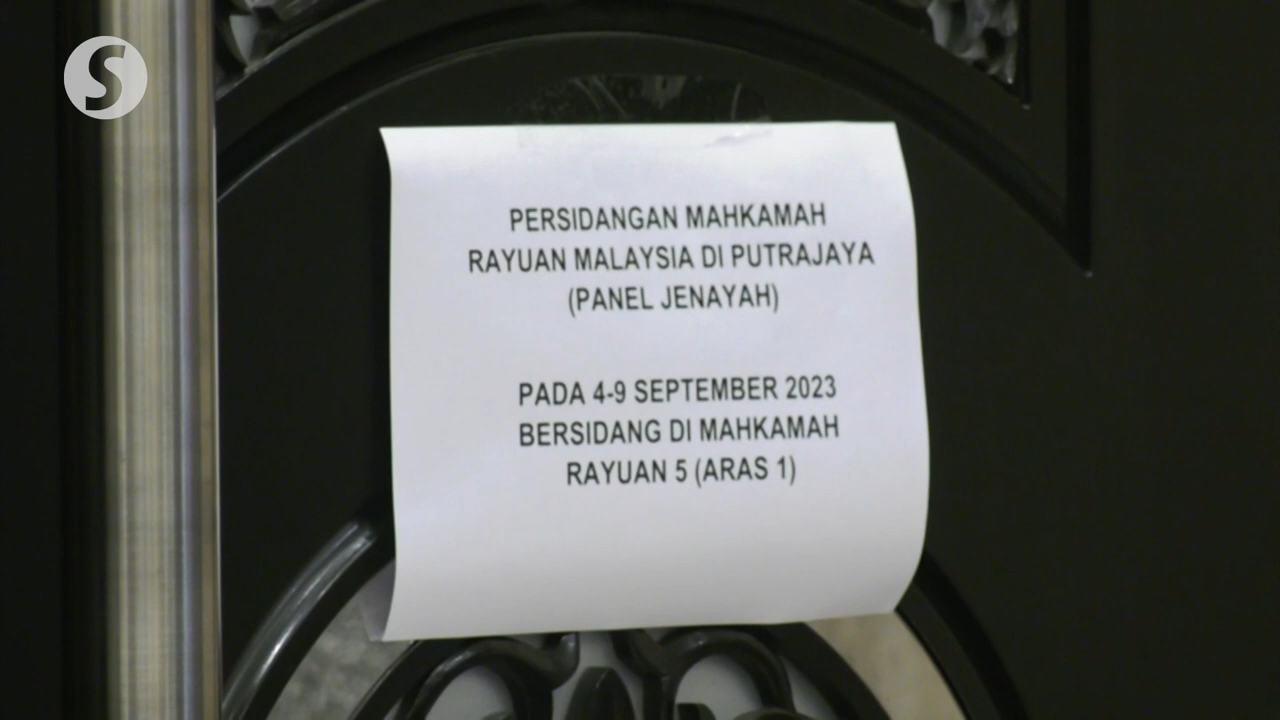 S
PERSIDANGAN MAHKAMAH
RAYUAN MALAYSIA DI PUTRAJAYA
(PANEL JENAYAH)
PADA 4-9 SEPTEMBER 2023
BERSIDANG DI MAHKAMAH
RAYUAN 5 (ARAS 1)